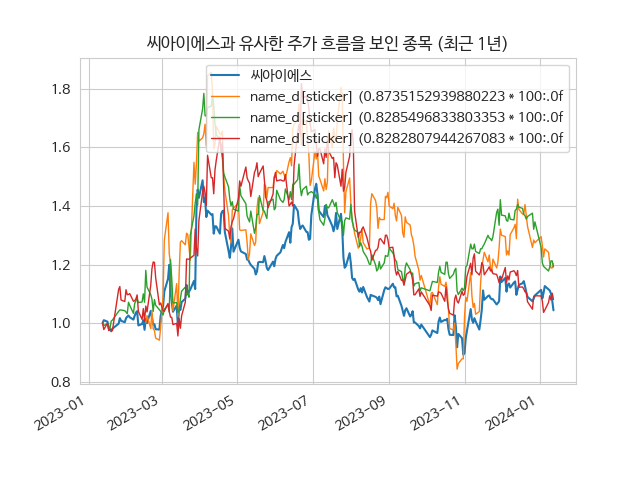 씨아이에스과 유사한 주가 흐름을 보인 종목 (최근 1년)
씨아이에스
name_d[sticker] (0.8735152939880223*100:.0f
name_d[sticker] (0.8285496833803353*100:.0f
name_d[sticker] (0.8282807944267083*100:.0f
1.8
1.6
1.4
1.2
1.0
0.8
2023-01
2023-03
2023-05
2023-07
2023-09
2023-11
2024-01